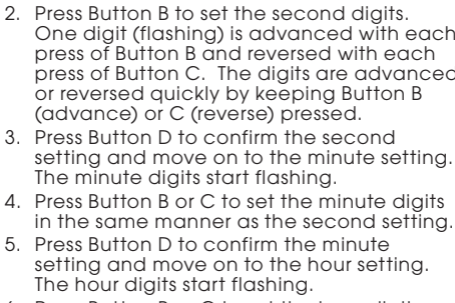 2. Press Button B to set the second digits.
One digit (flashing) is advanced with each
press of Button B and reversed with each
press of Button C. The digits are advanced
or reversed quickly by keeping Button B
(advance) or C (reverse) pressed.
3. Press Button D to confirm the second
setting and move on to the minute setting.
The minute digits start flashing.
4. Press Button B or C to set the minute digits
in the same manner as the second setting.
5. Press Button D to confirm the minute
setting and move on to the hour setting.
The hour digits start flashing.